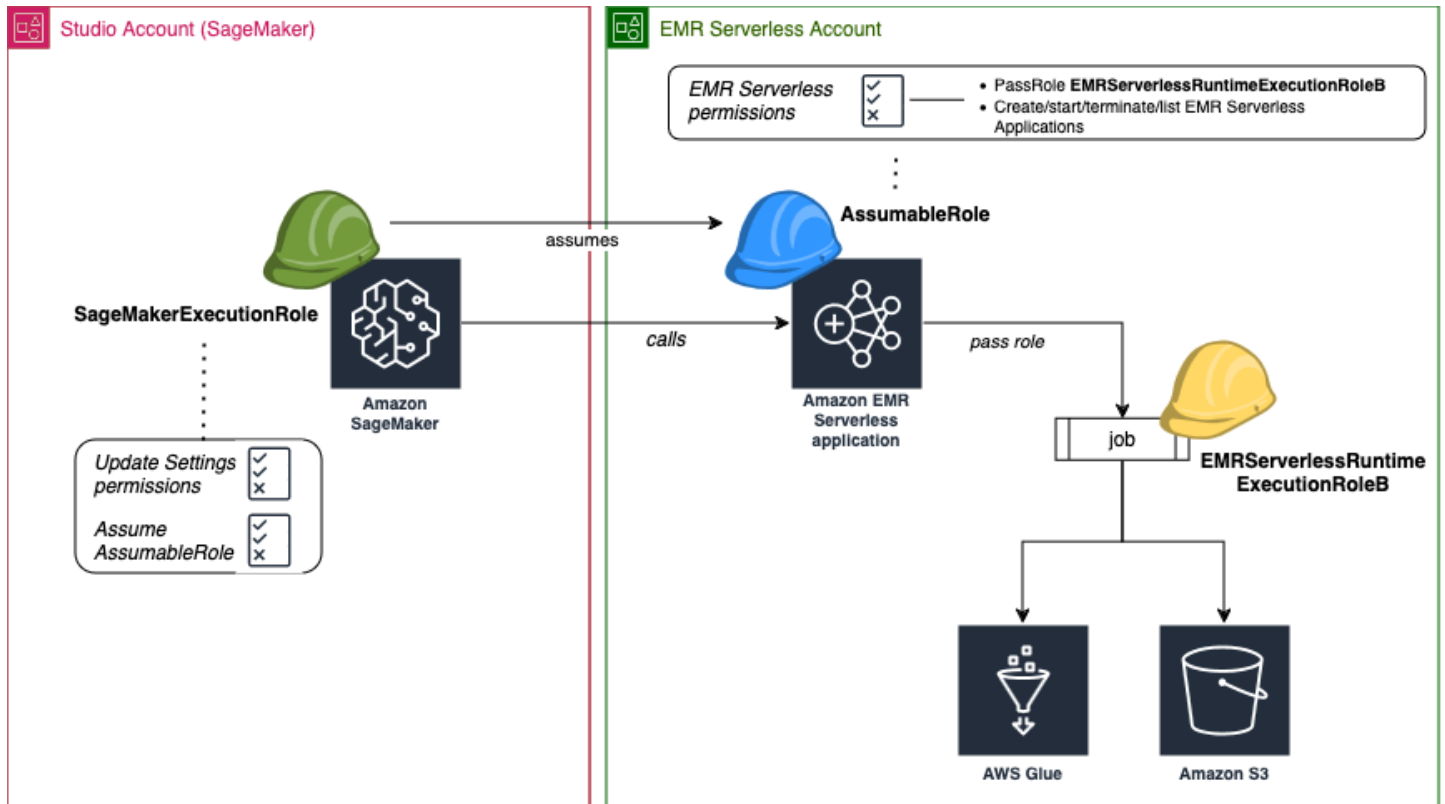 Studio Account (SageMaker)
EMR Serverless Account
EMR Serverless
permissions
• PassRole EMRServerlessRuntimeExecutionRoleB
• Create/start/terminate/list EMR Serverless
Applications
AssumableRole
assumes
SageMakerExecutionRole
calls
pass role
Amazon
SageMaker
Amazon EMR
Serverless
application
job
EMRServerlessRuntime
ExecutionRoleB
Update Settings
permissions
Assume
AssumableRole
AWS Glue
Amazon S3